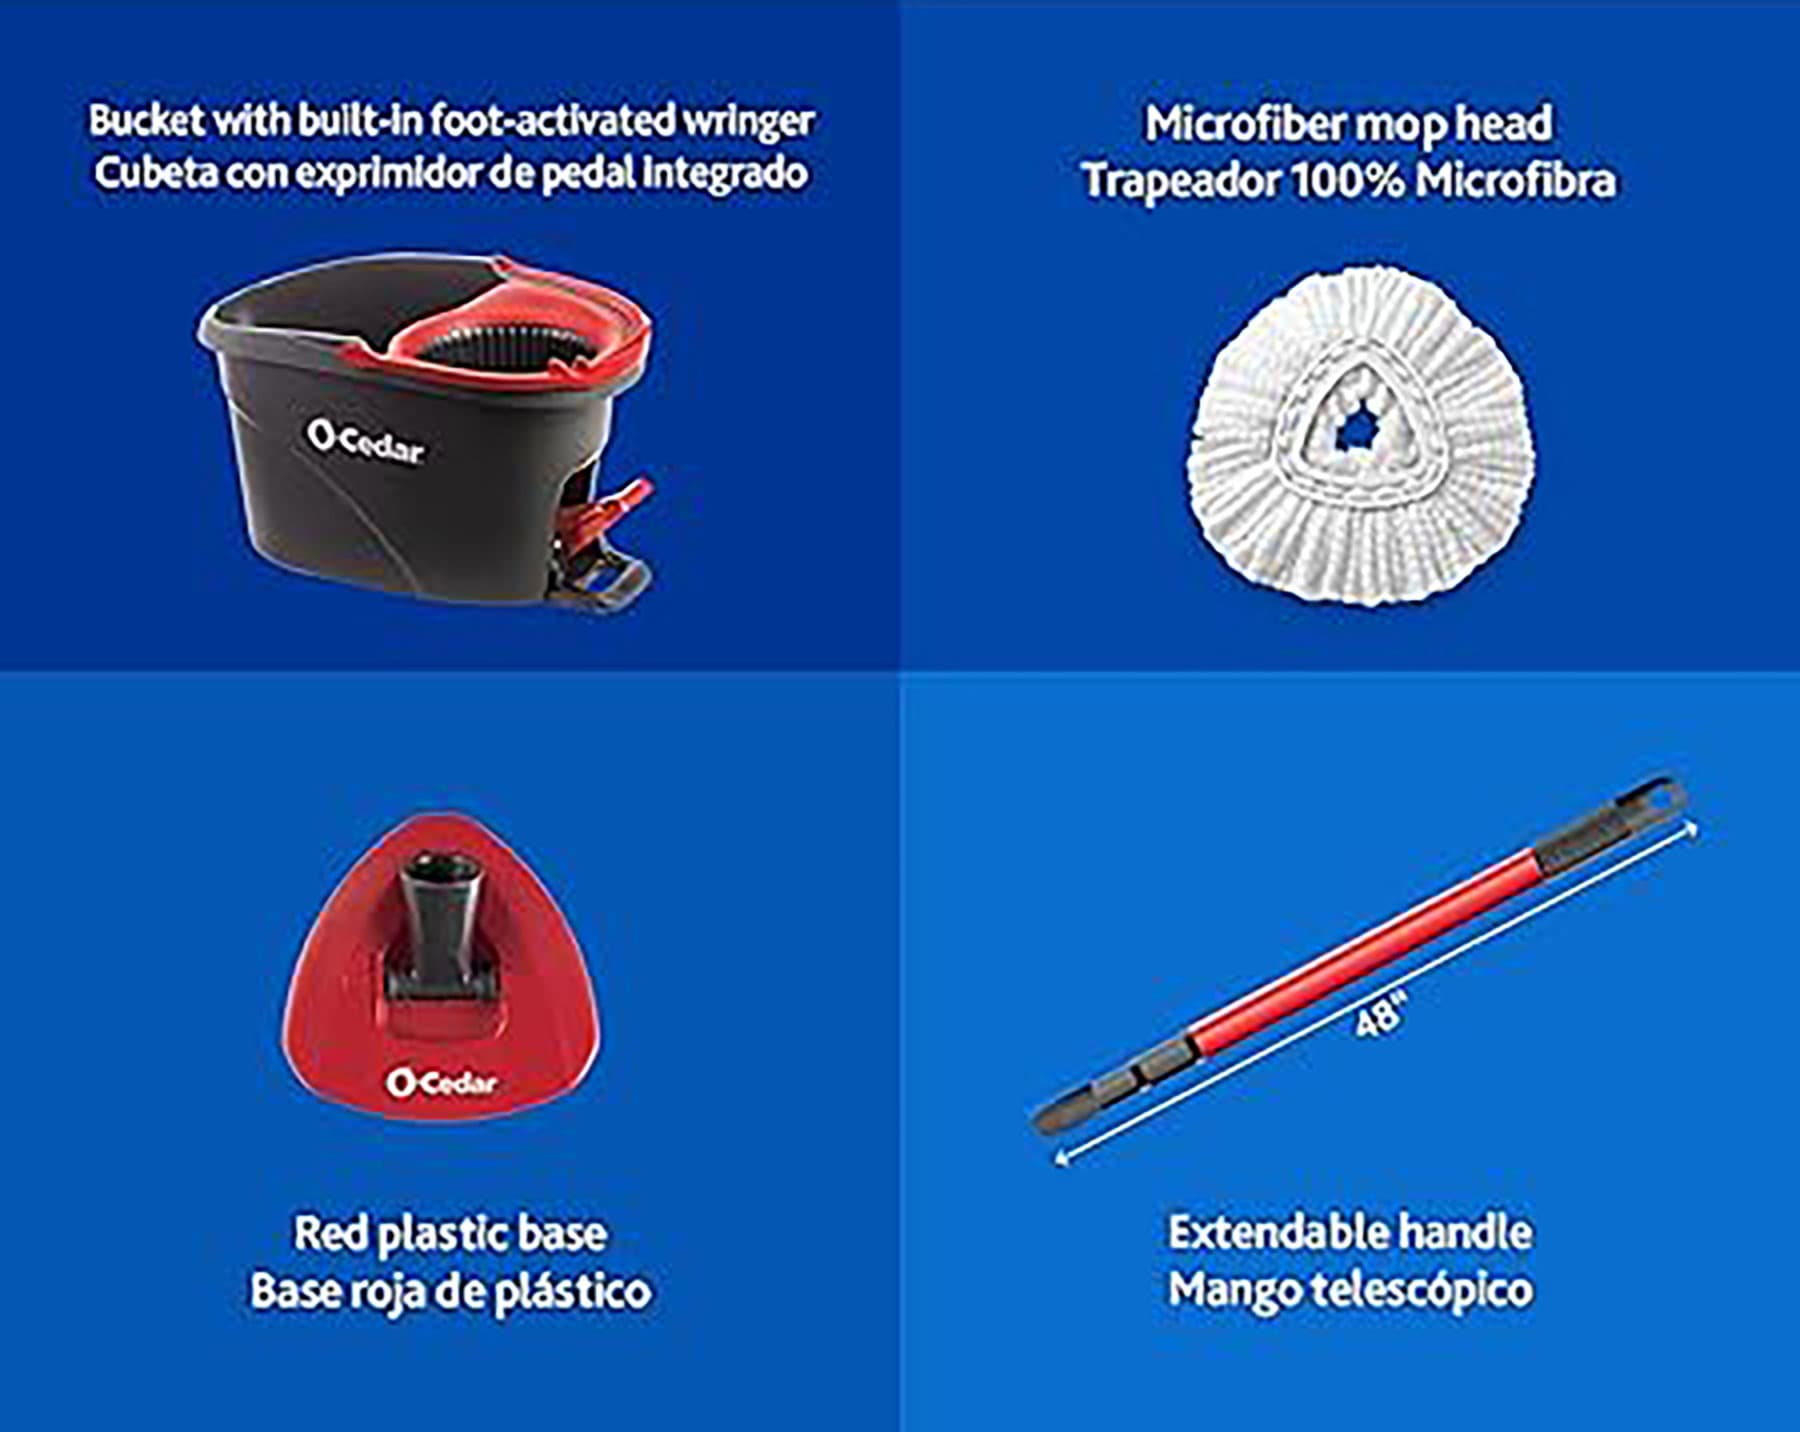 Bucket with built-in foot-activated wringer
Cubeta con exprimidor de pedal integrado
O-Cedar
Microfiber mop head
Trapeador 100% Microfibra
O-Cedar
Red plastic base
Base roja de plástico
48"
Extendable handle
Mango telescópico